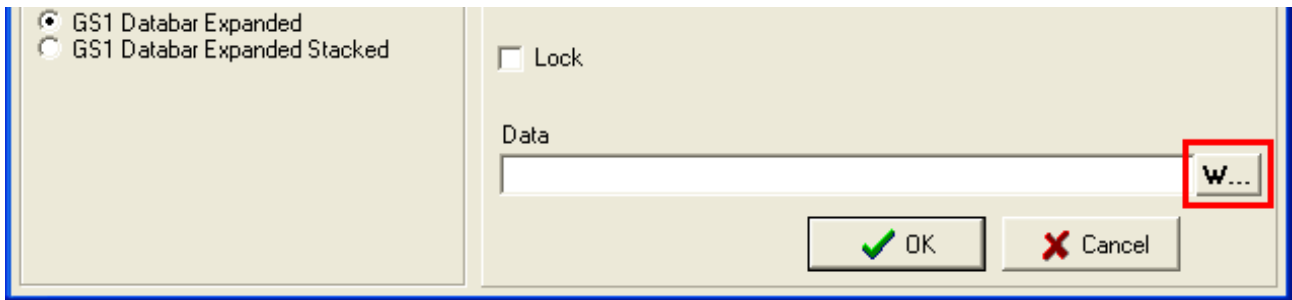 GS1 Databar Expanded
GS1 Databar Expanded Stacked
Lock
Data
W...
OK
Cancel